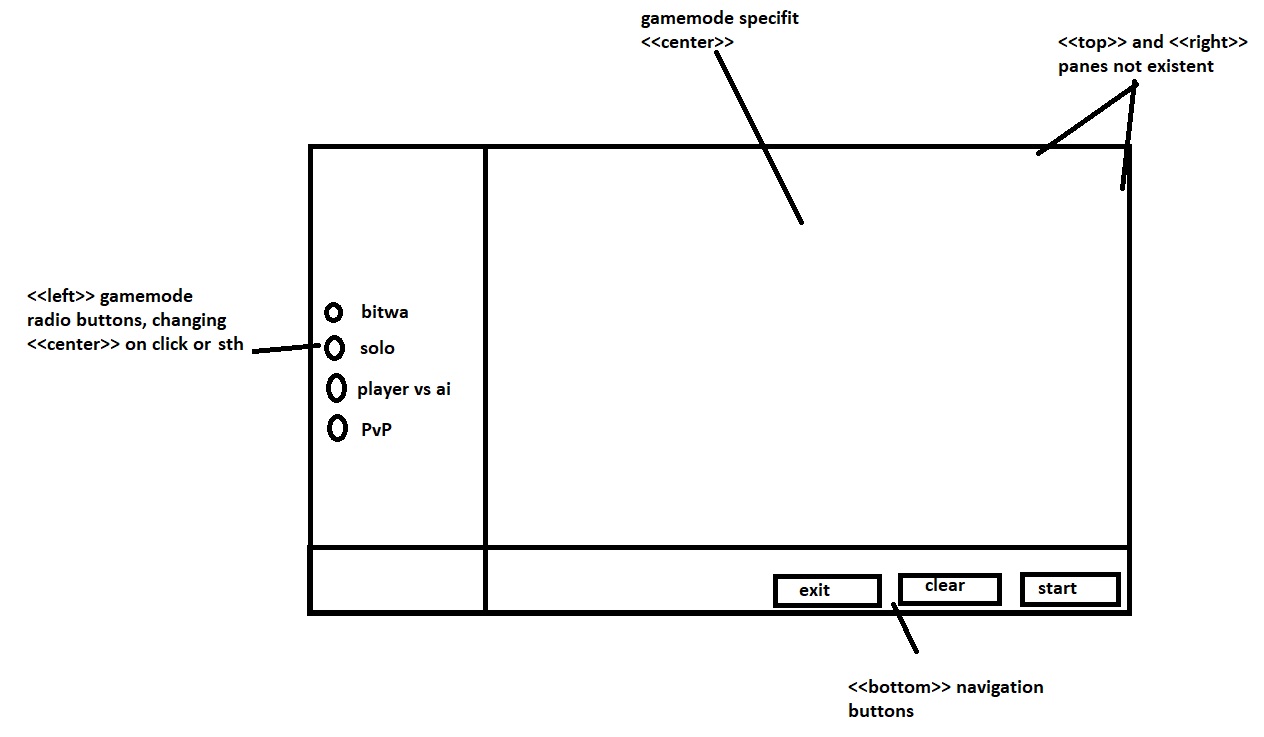 gamemode specifit
<<center>>
<<top>> and <<right>>
panes not existent
<<left>> gamemode
radio buttons, changing
<<center>> on click or sth
bitwa
solo
player vs ai
PvP
exit
clear
start
<<bottom>> navigation
buttons